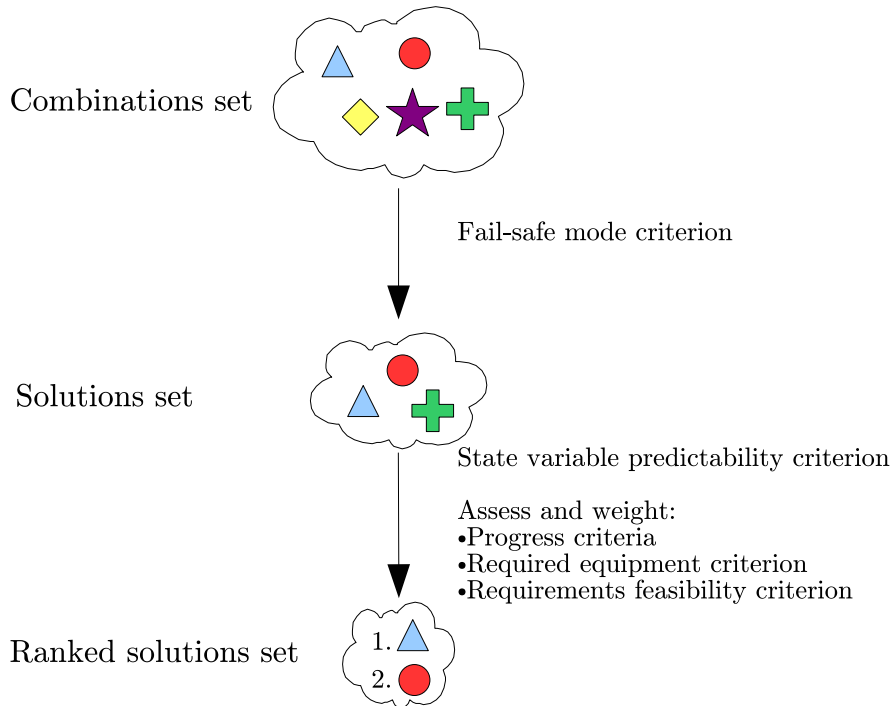 Combinations set
Fail-safe mode criterion
Solutions set
State variable predictability criterion
Assess and weight:
•Progress criteria
•Required equipment criterion
•Requirements feasibility criterion
Ranked solutions set
1.
2.